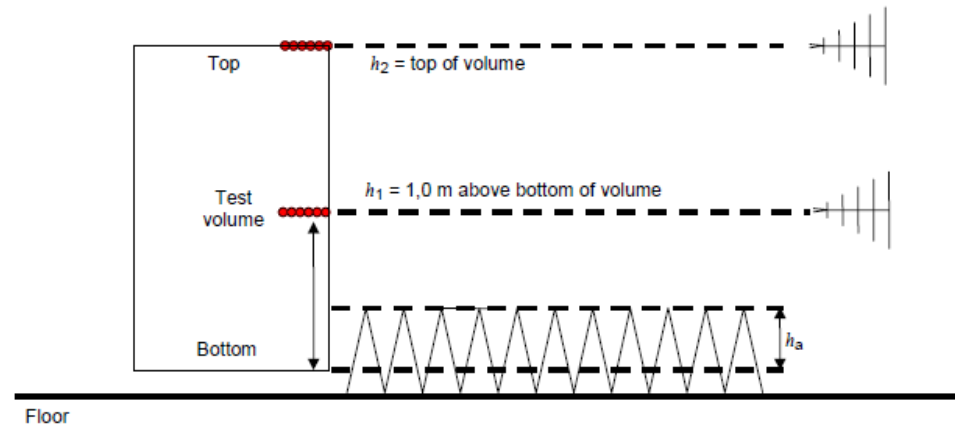 Top
h₂ = top of volume
h₁ = 1,0 m above bottom of volume
Test
volume
hₐ
Bottom
Floor